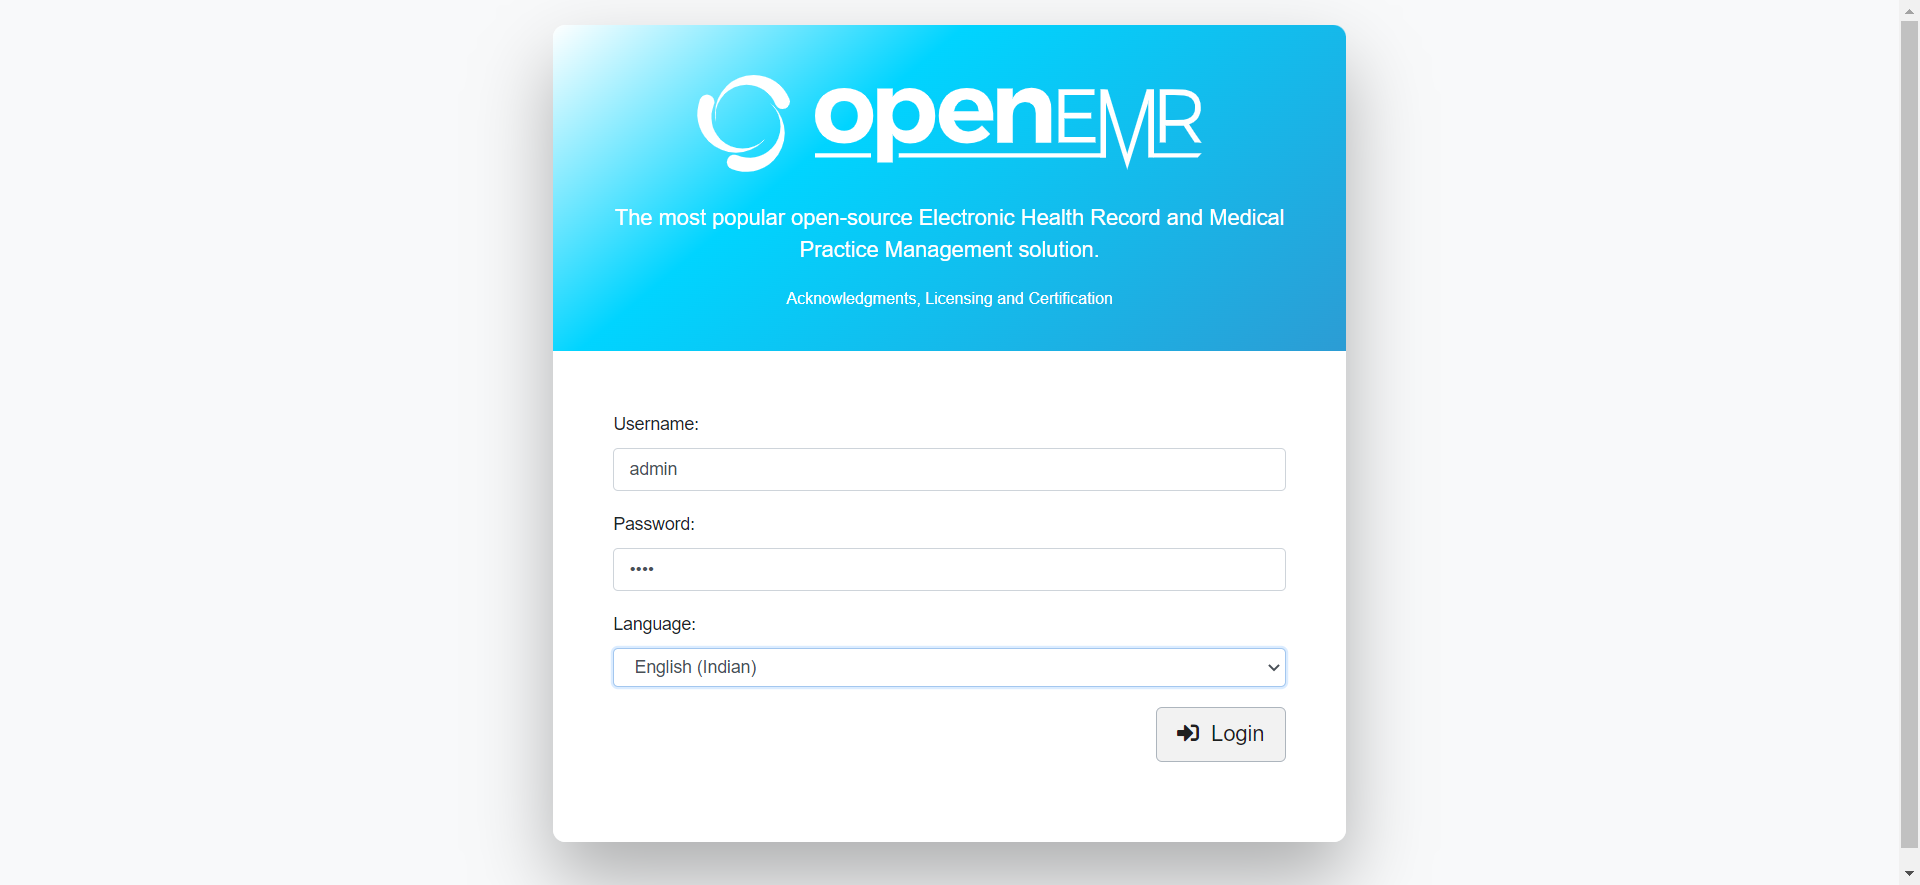 openEMR
The most popular open-source Electronic Health Record and Medical
Practice Management solution.
Acknowledgments, Licensing and Certification
Username:
admin
Password:
••••
Language:
English (Indian)
Login